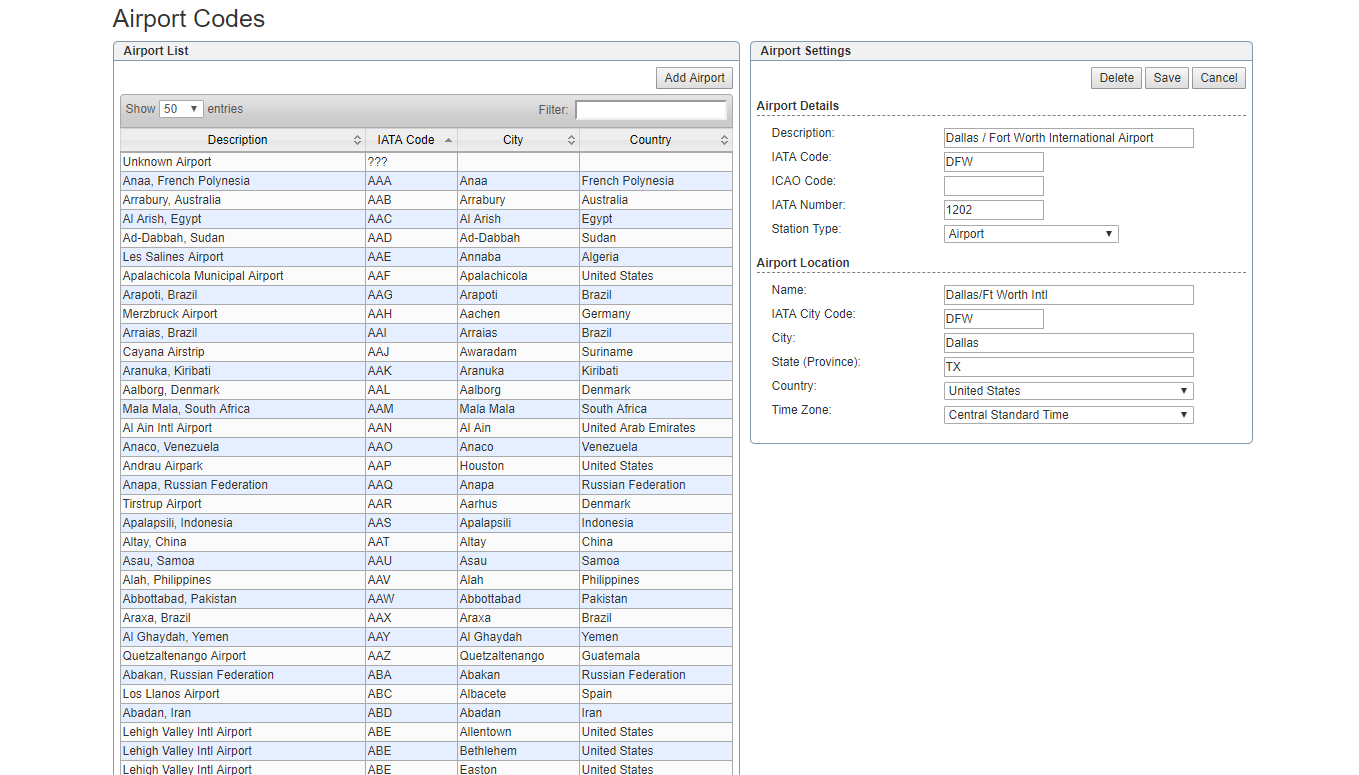 Airport Codes
Airport List
Add Airport
Show 50 entries Filter:
Description IATA Code City Country
Unknown Airport ???
Anaa, French Polynesia AAA Anaa French Polynesia
Arrabury, Australia AAB Arrabury Australia
Al Arish, Egypt AAC Al Arish Egypt
Ad-Dabbah, Sudan AAD Ad-Dabbah Sudan
Les Salines Airport AAE Annaba Algeria
Apalachicola Municipal Airport AAF Apalachicola United States
Arapoti, Brazil AAG Arapoti Brazil
Merzbruck Airport AAH Aachen Germany
Arraias, Brazil AAI Arraias Brazil
Cayana Airstrip AAJ Awaradam Suriname
Aranuka, Kiribati AAK Aranuka Kiribati
Aalborg, Denmark AAL Aalborg Denmark
Mala Mala, South Africa AAM Mala Mala South Africa
Al Ain Intl Airport AAN Al Ain United Arab Emirates
Anaco, Venezuela AAO Anaco Venezuela
Andrau Airpark AAP Houston United States
Anapa, Russian Federation AAQ Anapa Russian Federation
Tirstrup Airport AAR Aarhus Denmark
Apalapsili, Indonesia AAS Apalapsili Indonesia
Altay, China AAT Altay China
Asau, Samoa AAU Asau Samoa
Alah, Philippines AAV Alah Philippines
Abbottabad, Pakistan AAW Abbottabad Pakistan
Araxa, Brazil AAX Araxa Brazil
Al Ghaydah, Yemen AAY Al Ghaydah Yemen
Quetzaltenango Airport AAZ Quetzaltenango Guatemala
Abakan, Russian Federation ABA Abakan Russian Federation
Los Llanos Airport ABC Albacete Spain
Abadan, Iran ABD Abadan Iran
Lehigh Valley Intl Airport ABE Allentown United States
Lehigh Valley Intl Airport ABE Bethlehem United States
Lehigh Valley Intl Airport ABE Easton United States
Airport Settings
Delete Save Cancel
Airport Details
Description: Dallas / Fort Worth International Airport
IATA Code: DFW
ICAO Code:
IATA Number: 1202
Station Type: Airport
Airport Location
Name: Dallas/Ft Worth Intl
IATA City Code: DFW
City: Dallas
State (Province): TX
Country: United States
Time Zone: Central Standard Time